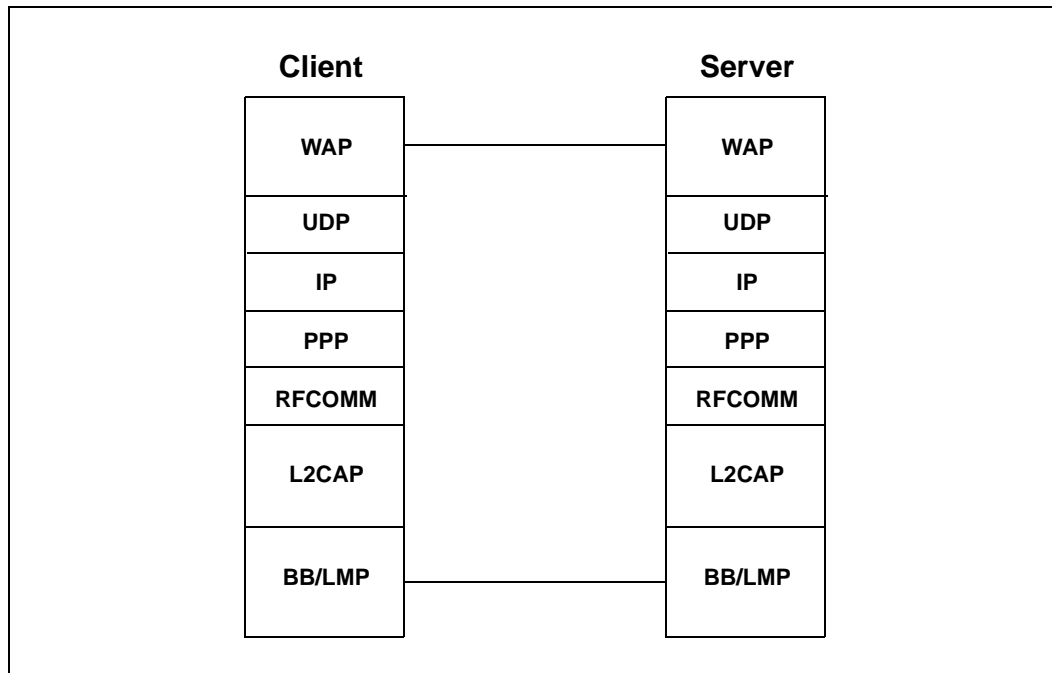 Client Server
WAP WAP
UDP UDP
IP IP
PPP PPP
RFCOMM RFCOMM
L2CAP L2CAP
BB/LMP BB/LMP